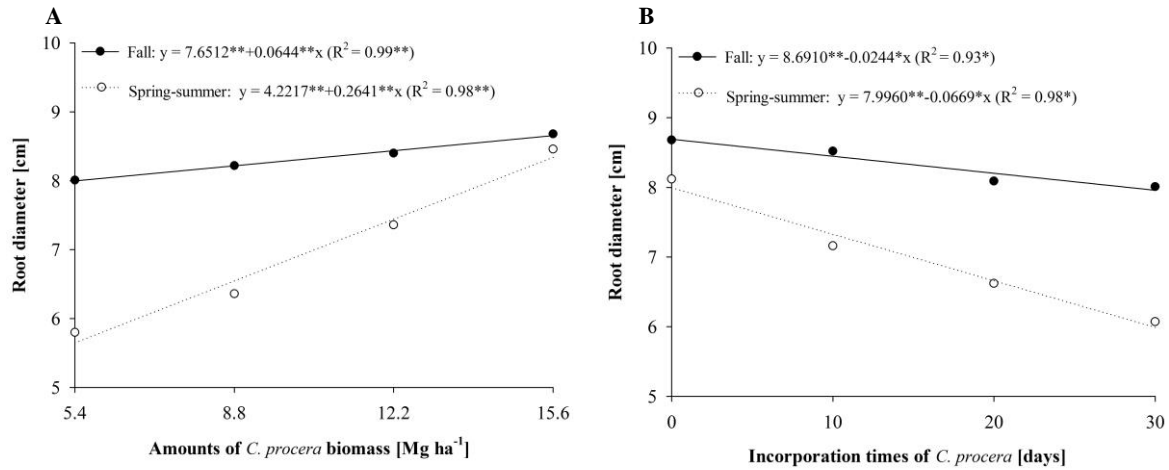 A
Root diameter [cm]
10
9
8
7
6
5
Fall: y = 7.6512**+0.0644**x (R² = 0.99**)
Spring-summer: y = 4.2217**+0.2641**x (R² = 0.98**)
5.4 8.8 12.2 15.6
Amounts of C. procera biomass [Mg ha⁻¹]
B
Root diameter [cm]
10
9
8
7
6
5
Fall: y = 8.6910**-0.0244*x (R² = 0.93*)
Spring-summer: y = 7.9960**-0.0669*x (R² = 0.98*)
0 10 20 30
Incorporation times of C. procera [days]